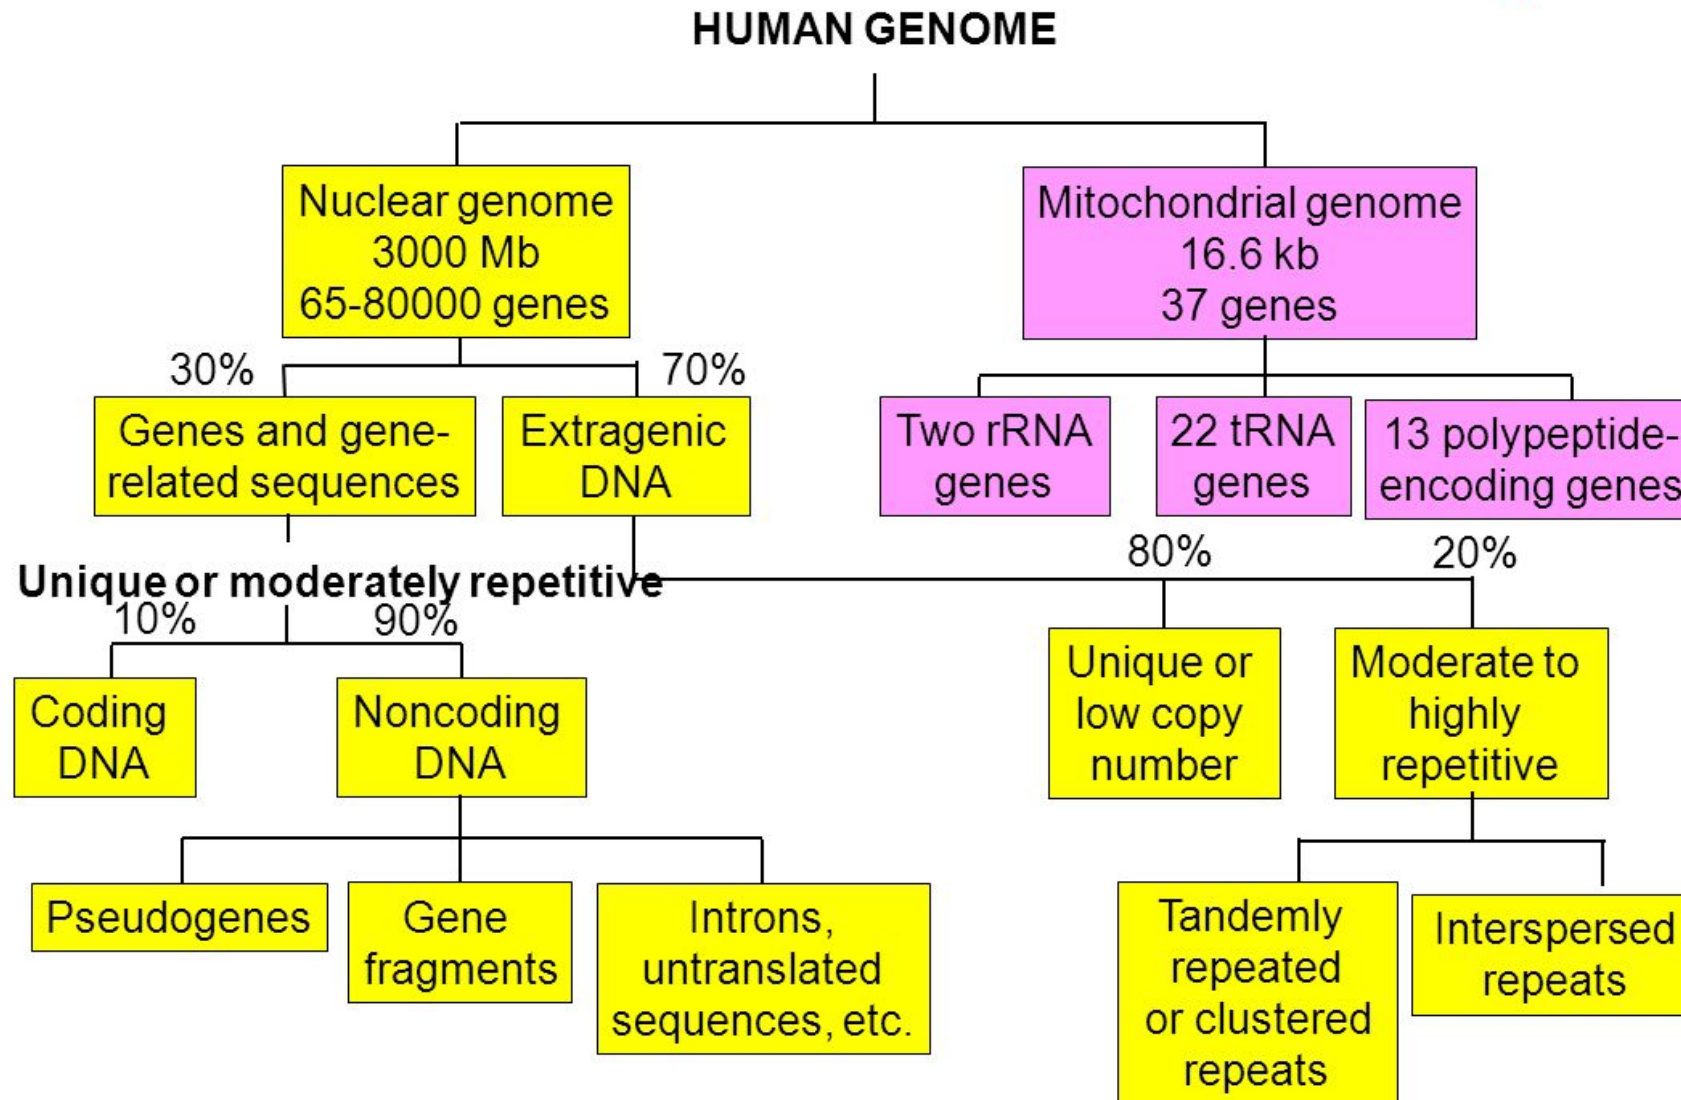 HUMAN GENOME
Nuclear genome
3000 Mb
65-80000 genes
Mitochondrial genome
16.6 kb
37 genes
30%
70%
Genes and gene-
related sequences
Extragenic
DNA
Two rRNA
genes
22 tRNA
genes
13 polypeptide-
encoding genes
80%
20%
Unique or moderately repetitive
10%
90%
Coding
DNA
Noncoding
DNA
Unique or
low copy
number
Moderate to
highly
repetitive
Pseudogenes
Gene
fragments
Introns,
untranslated
sequences, etc.
Tandemly
repeated
or clustered
repeats
Interspersed
repeats